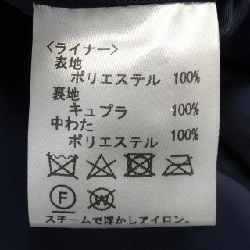 <ライナー>
表地
ポリエステル 100%
裏地
キュプラ 100%
中わた
ポリエステル 100%
F W
スチームで浮かしアイロン。